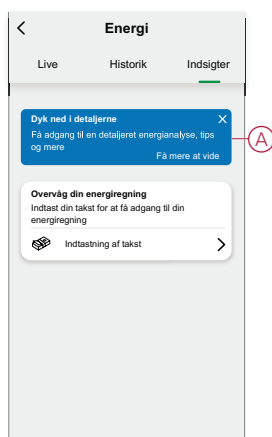 Energi
Live Historik Indsigter
Dyk ned i detaljerne
Få adgang til en detaljeret energianalyse, tips
og mere
Få mere at vide
A
Overvåg din energiregning
Indtast din takst for at få adgang til din
energiregning
Indtastning af takst